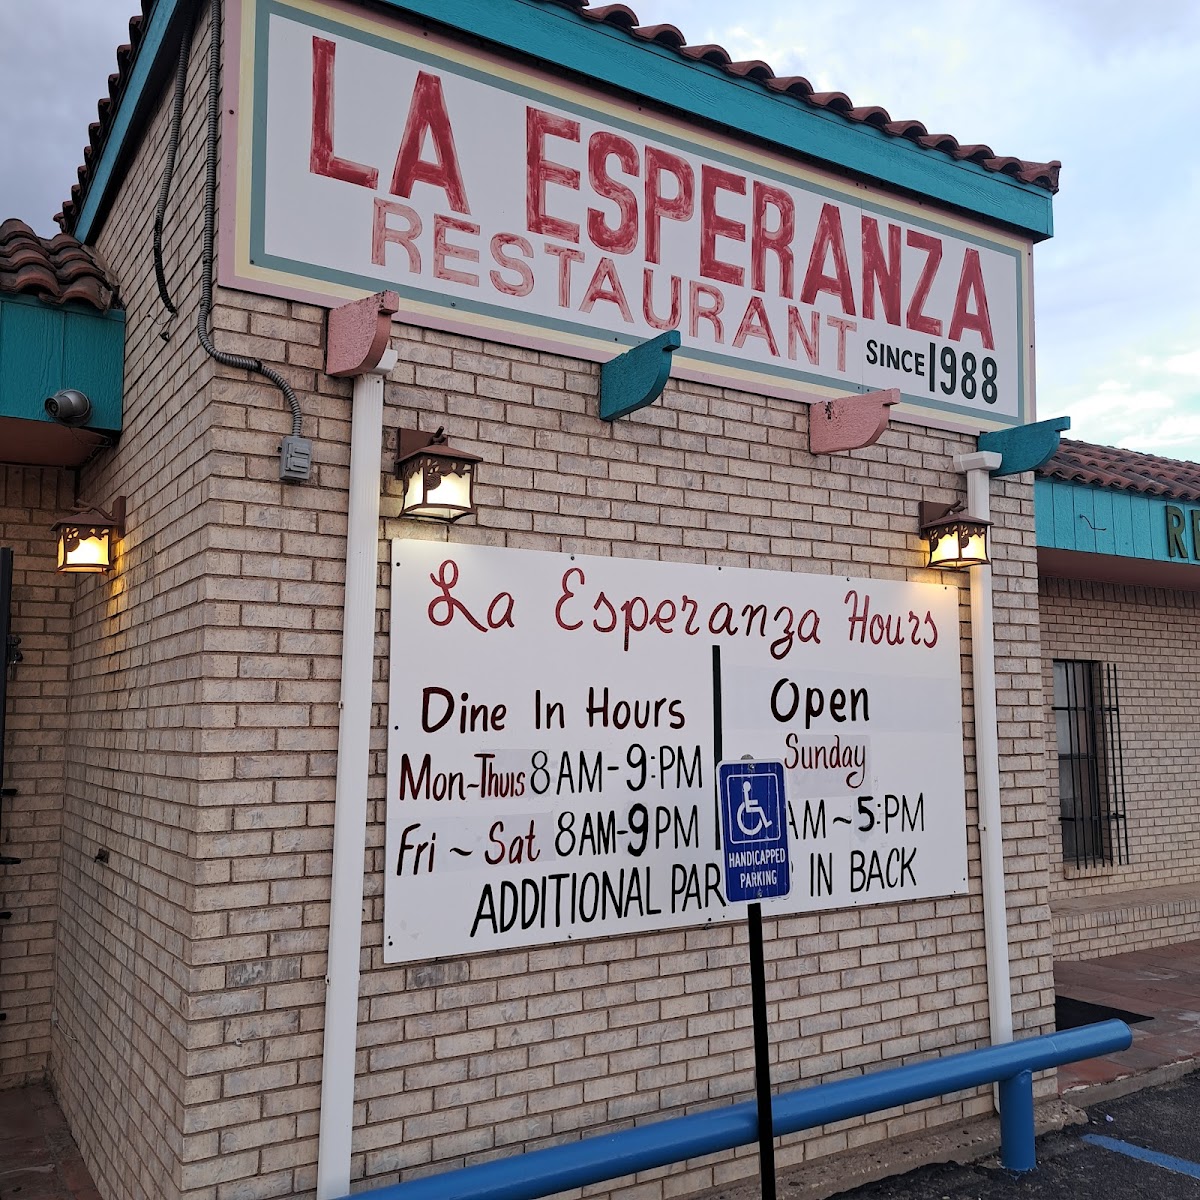 LA ESPERANZA
RESTAURANT
SINCE 1988
La Esperanza Hours
Dine In Hours
Mon-Thurs 8AM-9:PM
Fri ~ Sat 8AM-9PM
Open
Sunday
AM~5:PM
ADDITIONAL PAR IN BACK
HANDICAPPED
PARKING